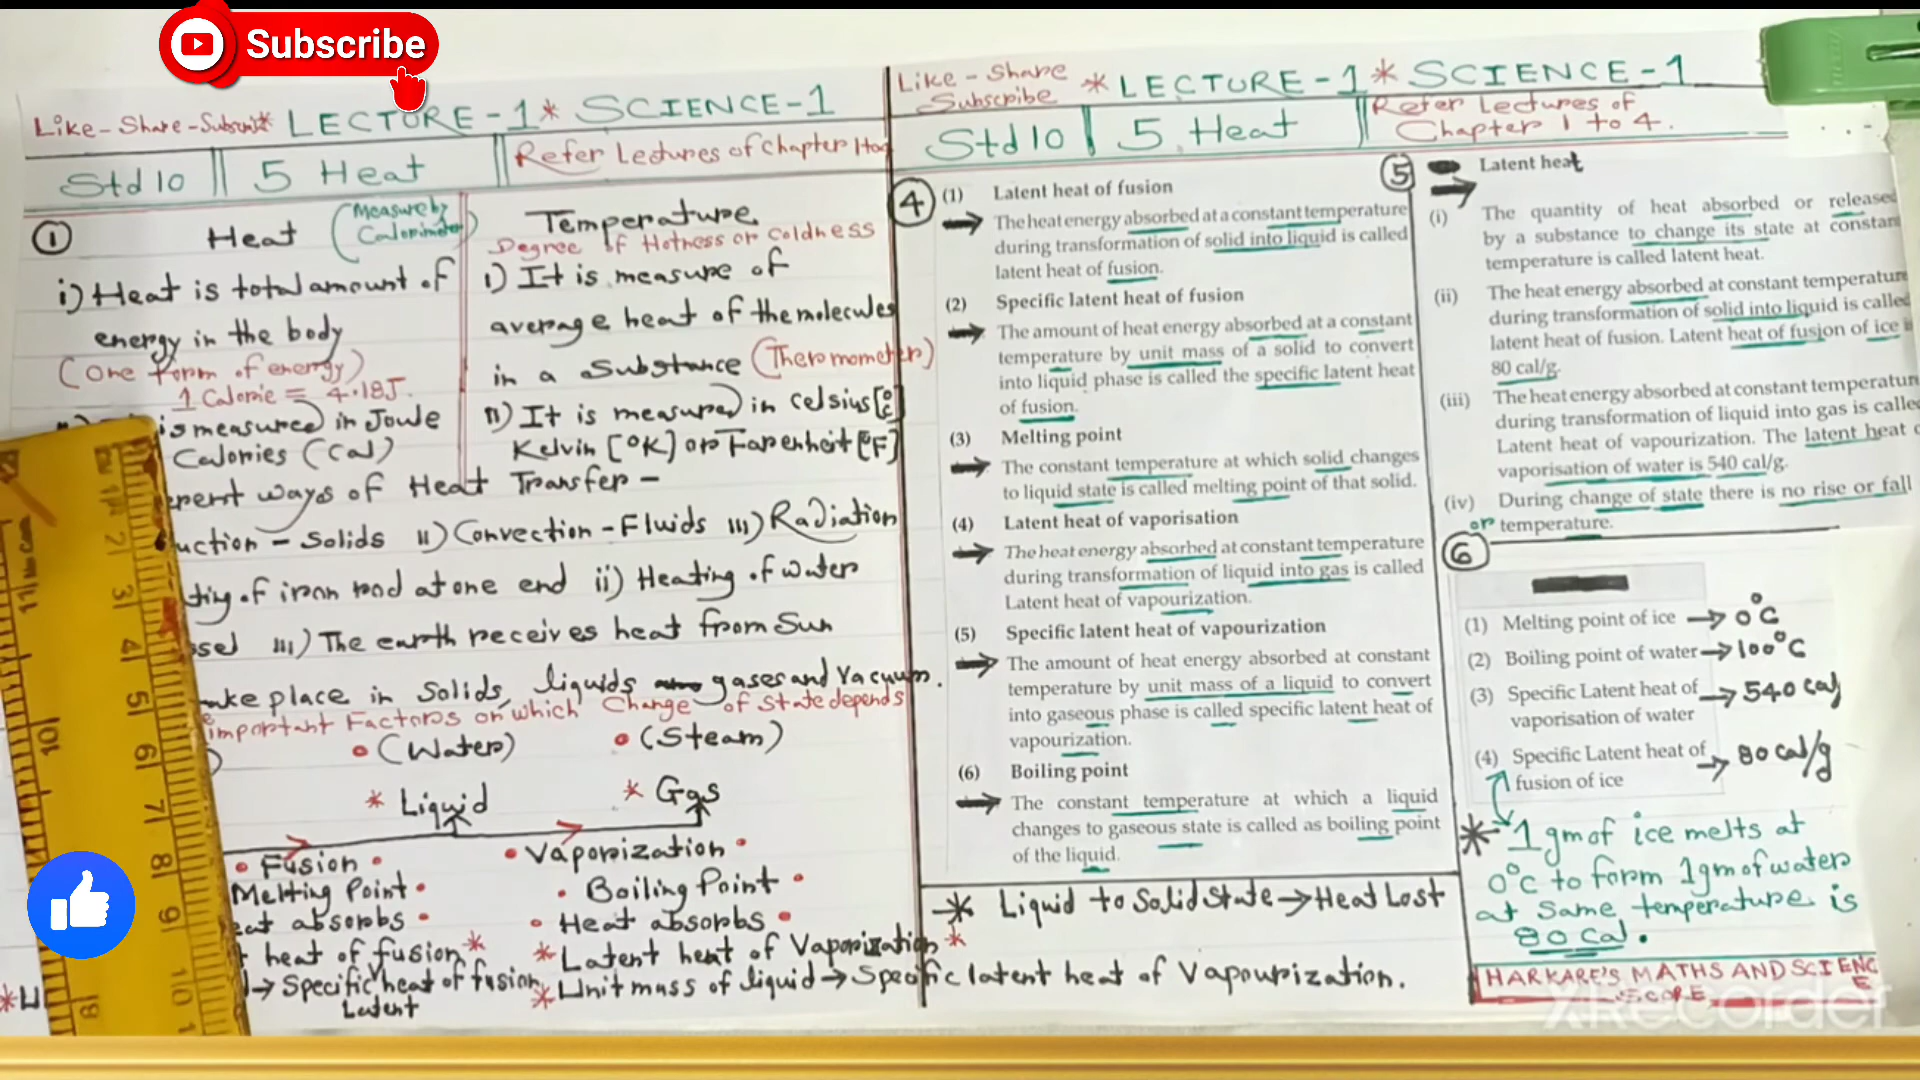 Subscribe
Like-Share-Subscribe* LECTURE-1* SCIENCE-1
Std 10 || 5 Heat || Refer Lectures of Chapter 1 to 4
① Heat (Measure by Calorimeter)
i) Heat is total amount of
energy in the body
(One form of energy)
1 Calorie = 4.18J.
is measured in Joule
Calories (Cal)
Temperature
Degree of Hotness or coldness
i) It is measure of
average heat of the molecules
in a substance (Thermometer)
ii) It is measured in celsius [°C]
Kelvin [°K] or Farenheit [°F]
erent ways of Heat Transfer -
uction - Solids ii) Convection - Fluids iii) Radiation
ting of iron rod at one end ii) Heating of water
ssel iii) The earth receives heat from Sun
ake place in Solids, liquids gases and Vacuum.
important Factors on which Change of State depends
• (Water) • (Steam)
* Liquid * Gas
• Fusion • • Vaporization •
Melting Point • • Boiling Point •
eat absorbs • • Heat absorbs •
t heat of fusion * * Latent heat of Vaporization *
→ Specific heat of fusion * Unit mass of liquid → Specific latent heat of Vapourization.
Latent
Like - Share
Subscribe * LECTURE-1 * SCIENCE-1
Std 10 | 5 Heat || Refer Lectures of
Chapter 1 to 4.
④ (1) Latent heat of fusion
The heat energy absorbed at a constant temperature
during transformation of solid into liquid is called
latent heat of fusion.
(2) Specific latent heat of fusion
The amount of heat energy absorbed at a constant
temperature by unit mass of a solid to convert
into liquid phase is called the specific latent heat
of fusion.
(3) Melting point
The constant temperature at which solid changes
to liquid state is called melting point of that solid.
(4) Latent heat of vaporisation
The heat energy absorbed at constant temperature
during transformation of liquid into gas is called
Latent heat of vapourization.
(5) Specific latent heat of vapourization
The amount of heat energy absorbed at constant
temperature by unit mass of a liquid to convert
into gaseous phase is called specific latent heat of
vapourization.
(6) Boiling point
The constant temperature at which a liquid
changes to gaseous state is called as boiling point
of the liquid.
* Liquid to Solid State → Heat Lost
⑤ Latent heat
(i) The quantity of heat absorbed or released
by a substance to change its state at constant
temperature is called latent heat.
(ii) The heat energy absorbed at constant temperature
during transformation of solid into liquid is called
latent heat of fusion. Latent heat of fusion of ice is
80 cal/g.
(iii) The heat energy absorbed at constant temperature
during transformation of liquid into gas is called
Latent heat of vapourization. The latent heat of
vaporisation of water is 540 cal/g.
(iv) During change of state there is no rise or fall
or temperature.
⑥
(1) Melting point of ice → 0°C
(2) Boiling point of water → 100°C
(3) Specific Latent heat of → 540 cal/
vaporisation of water
(4) Specific Latent heat of → 80 cal/g
fusion of ice
* 1 gm of ice melts at
0°C to form 1gm of water
at same temperature is
80 Cal.
HARKARE'S MATHS AND SCIENCE
SCORE
XRecorder